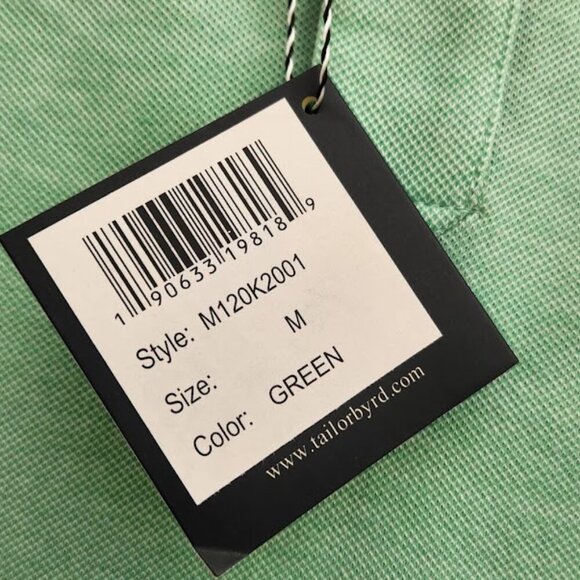 1 90633 19818 9
Style: M120K2001
Size: M
Color: GREEN
www.tailorbyrd.com